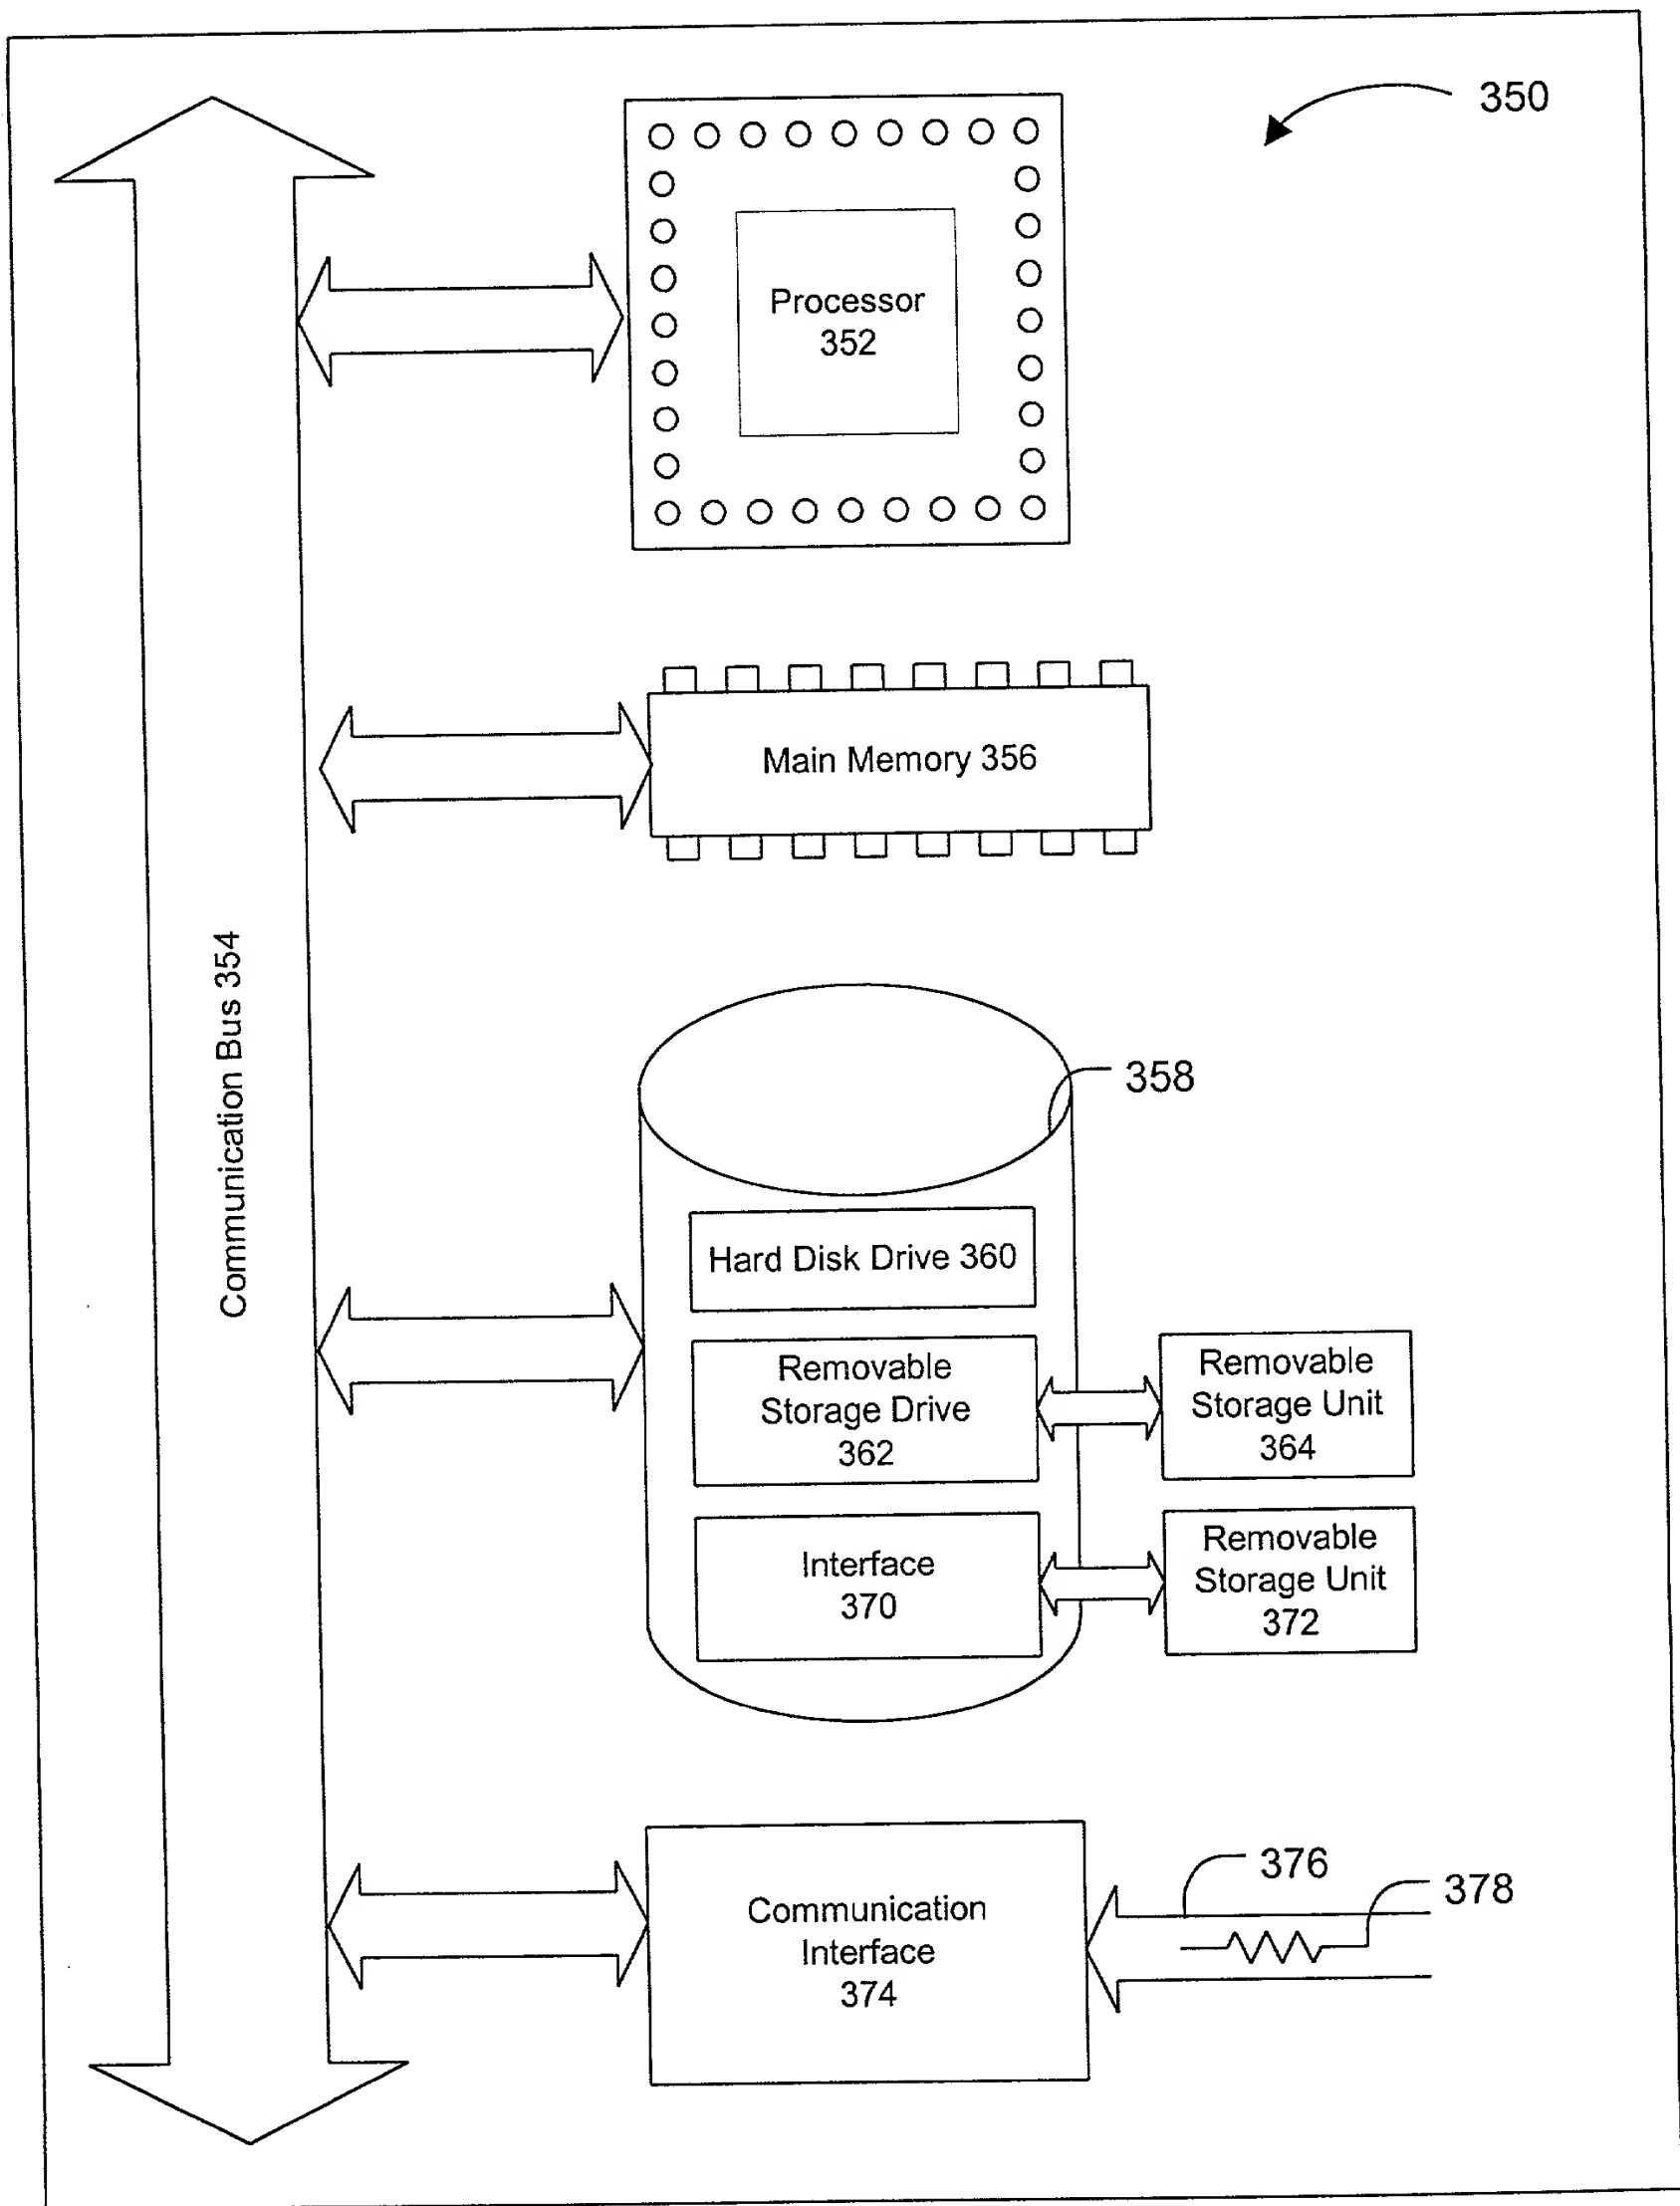 350
Processor
352
Main Memory 356
Communication Bus 354
358
Hard Disk Drive 360
Removable
Storage Drive
362
Removable
Storage Unit
364
Interface
370
Removable
Storage Unit
372
Communication
Interface
374
376
378